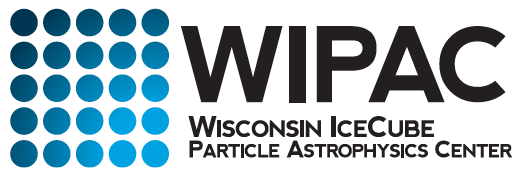 WIPAC
Wisconsin IceCube
Particle Astrophysics Center